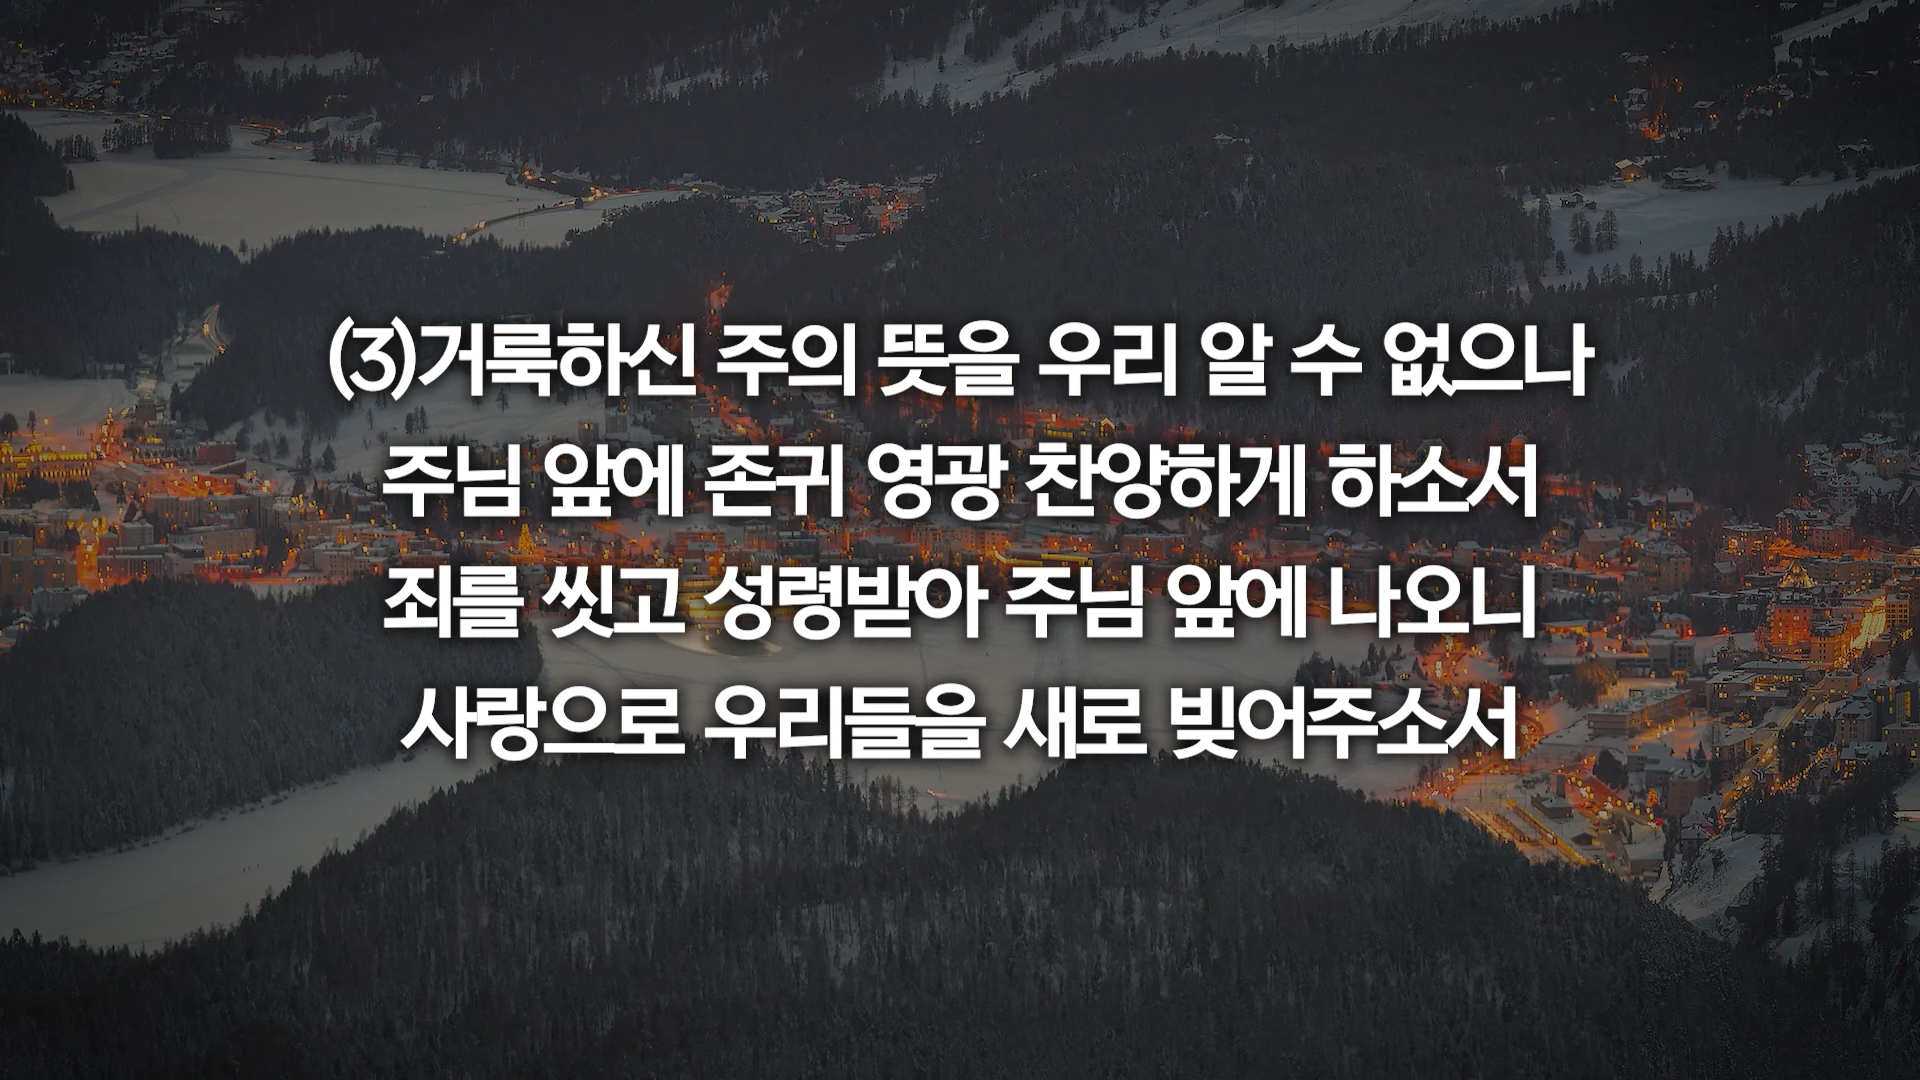 (3)거룩하신 주의 뜻을 우리 알 수 없으나
주님 앞에 존귀 영광 찬양하게 하소서
죄를 씻고 성령받아 주님 앞에 나오니
사랑으로 우리들을 새로 빚어주소서